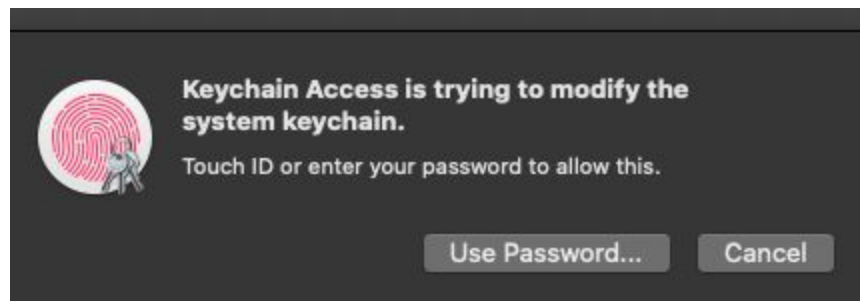 Keychain Access is trying to modify the
system keychain.
Touch ID or enter your password to allow this.
Use Password...
Cancel